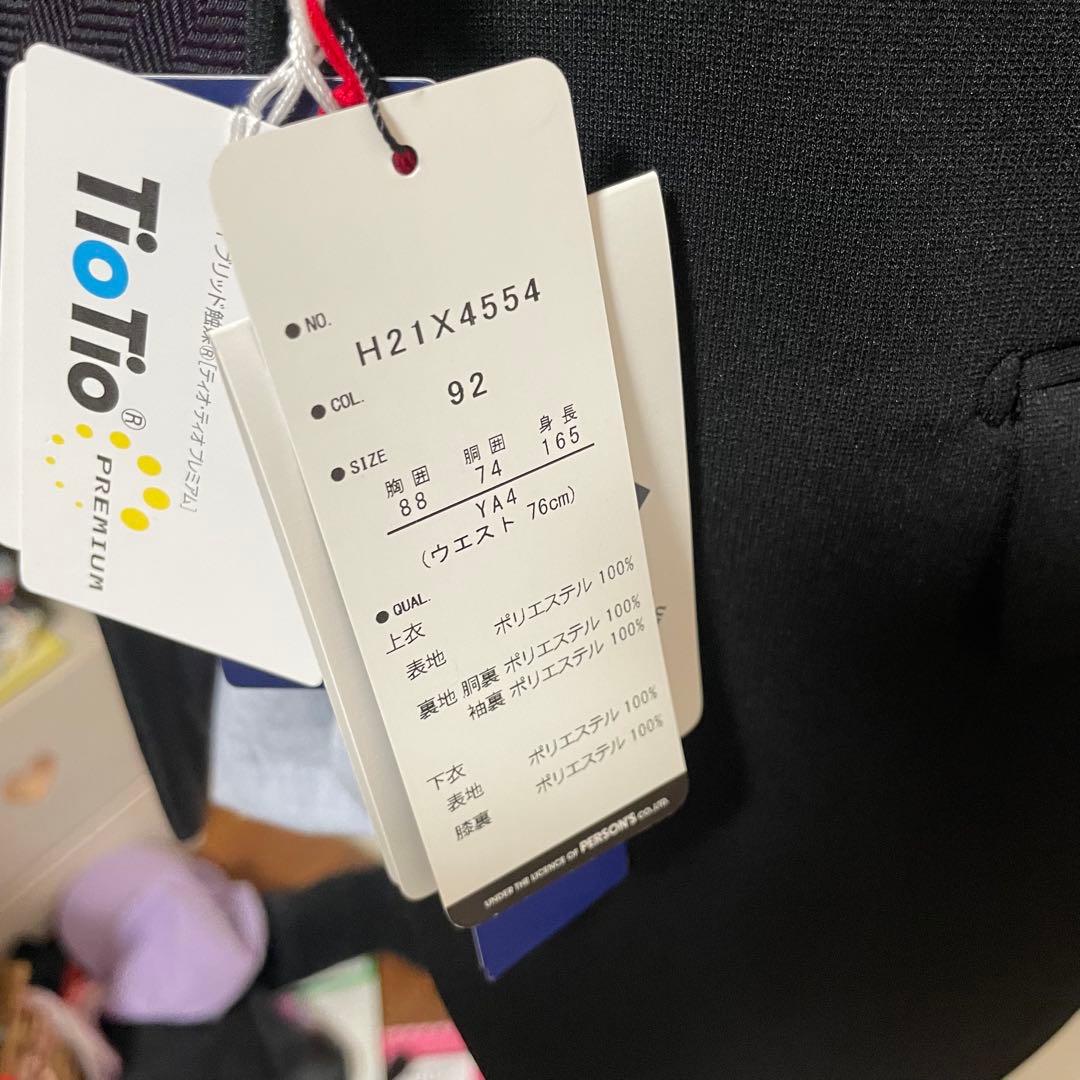 TioTio®
PREMIUM
ブリッド触媒®[ティオ・ティオ プレミアム]
●NO.
H21X4554
●COL.
92
●SIZE
胸囲 胴囲 身長
88 74 165
YA4
(ウエスト 76cm)
●QUAL.
上衣
表地 ポリエステル 100%
裏地 胴裏 ポリエステル 100%
袖裏 ポリエステル 100%
下衣
表地 ポリエステル 100%
膝裏 ポリエステル 100%
UNDER THE LICENCE OF PERSON'S CO.,LTD.